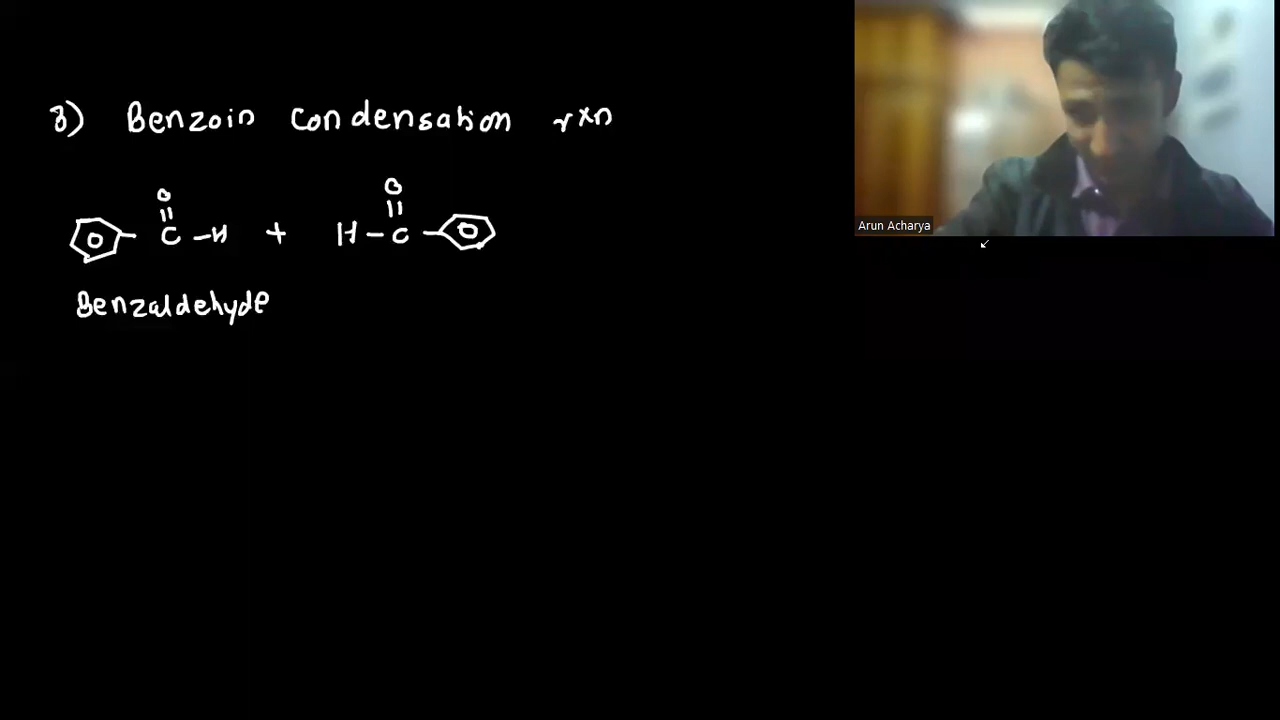 8) Benzoin condensation rxn
O O
|| ||
C – H + H – C –
Benzaldehyde
Arun Acharya